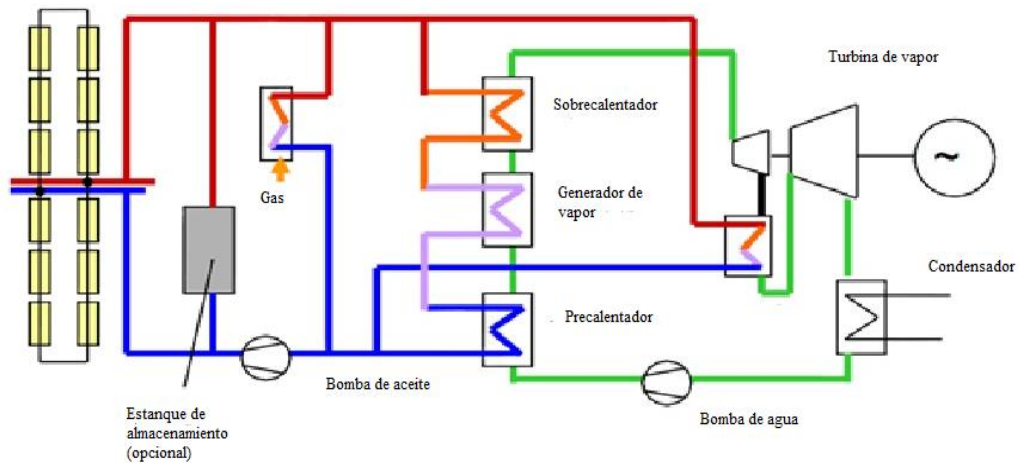 Turbina de vapor
Sobrecalentador
Gas
Generador de
vapor
~
Condensador
Precalentador
Bomba de aceite
Estanque de
almacenamiento
(opcional)
Bomba de agua